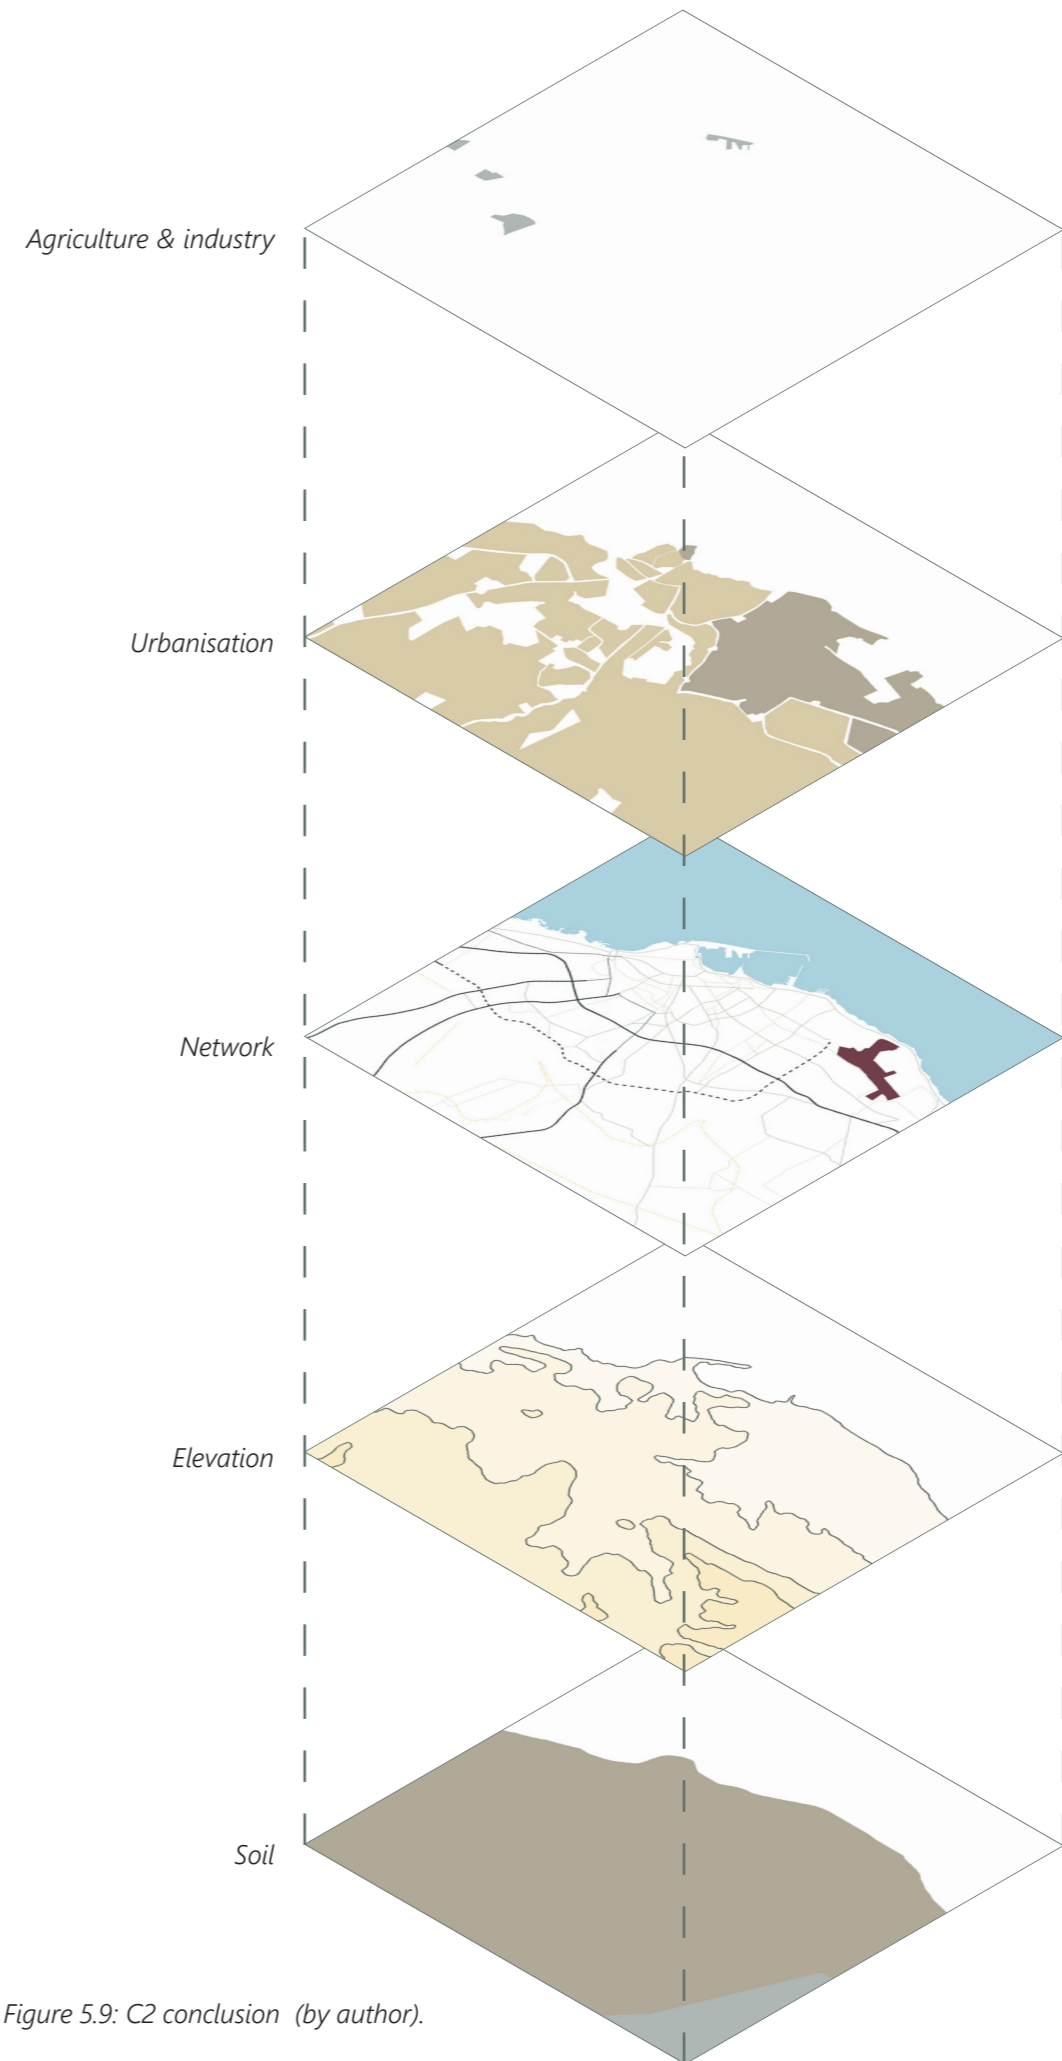 Agriculture & industry
Urbanisation
Network
Elevation
Soil
Figure 5.9: C2 conclusion (by author).